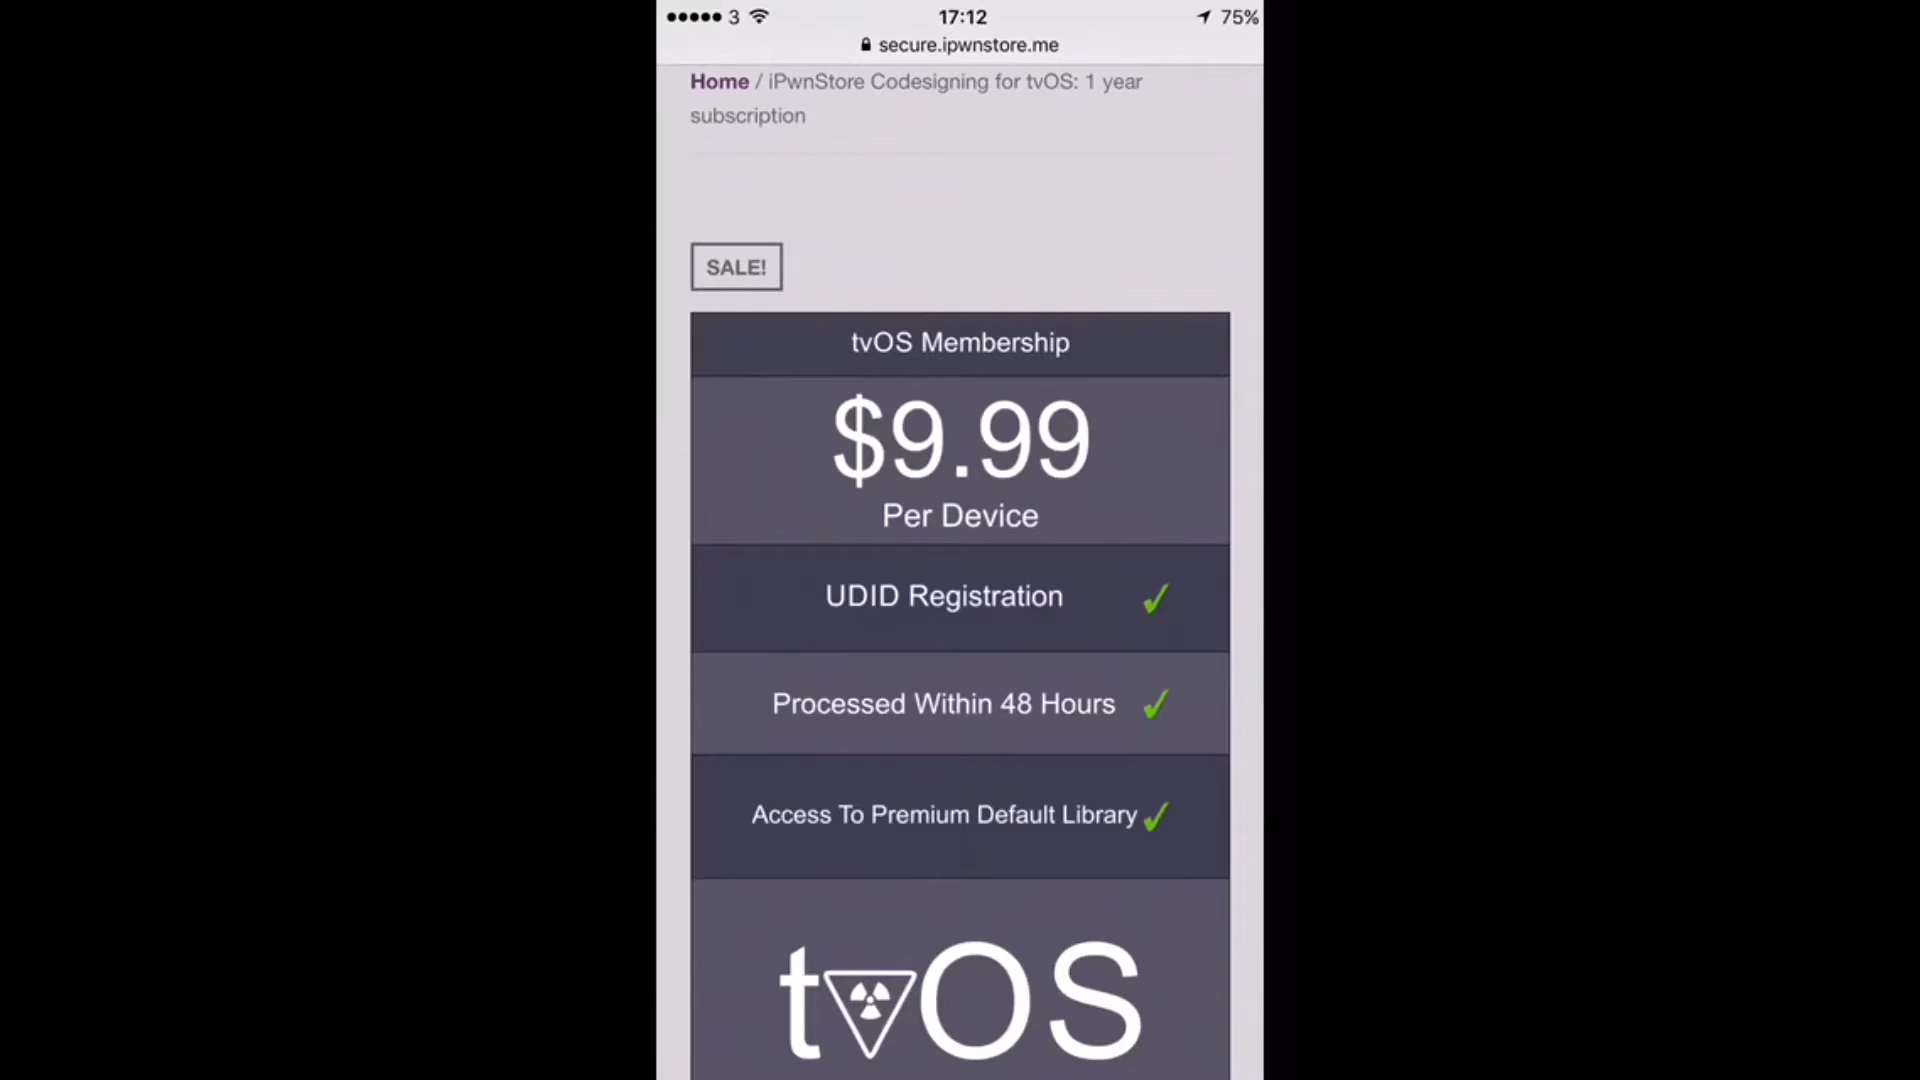 3 17:12 75%
secure.ipwnstore.me
Home / iPwnStore Codesigning for tvOS: 1 year
subscription
SALE!
tvOS Membership
$9.99
Per Device
UDID Registration
Processed Within 48 Hours
Access To Premium Default Library
tvOS